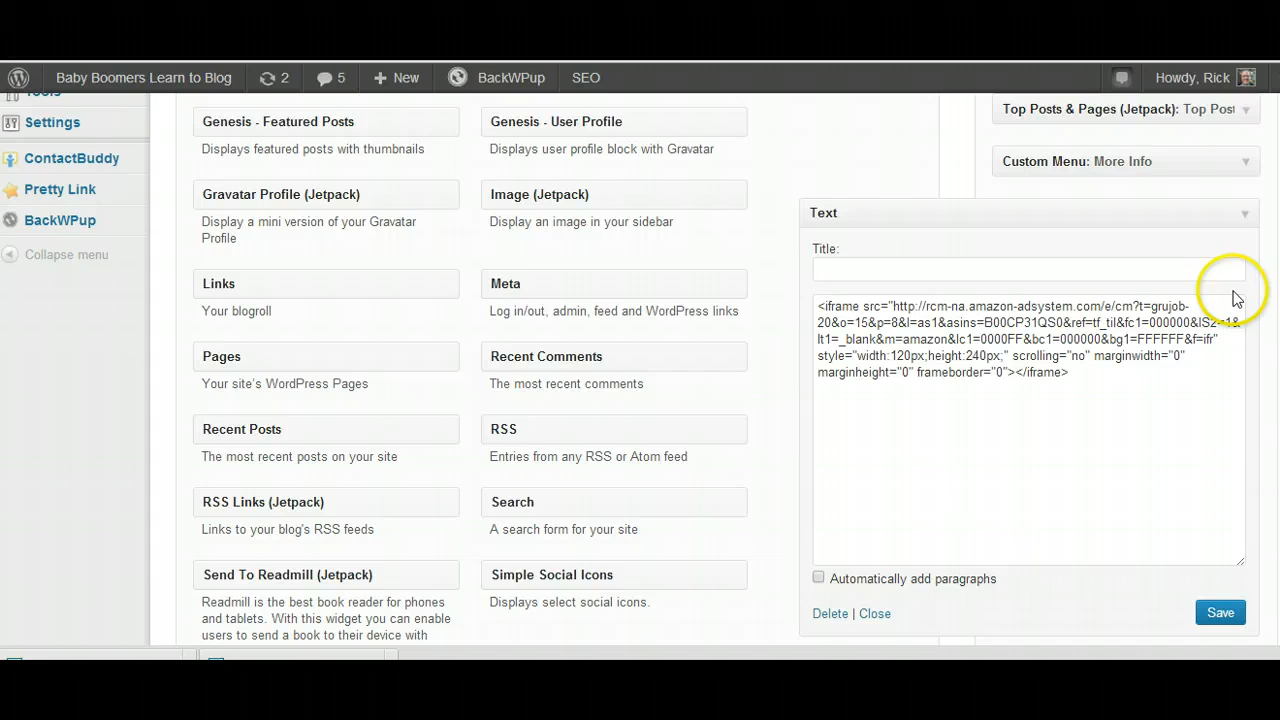 Baby Boomers Learn to Blog 2 5 New BackWPup SEO Howdy, Rick
Tools
Settings
ContactBuddy
Pretty Link
BackWPup
Collapse menu
Genesis - Featured Posts
Displays featured posts with thumbnails
Genesis - User Profile
Displays user profile block with Gravatar
Gravatar Profile (Jetpack)
Display a mini version of your Gravatar
Profile
Image (Jetpack)
Display an image in your sidebar
Links
Your blogroll
Meta
Log in/out, admin, feed and WordPress links
Pages
Your site's WordPress Pages
Recent Comments
The most recent comments
Recent Posts
The most recent posts on your site
RSS
Entries from any RSS or Atom feed
RSS Links (Jetpack)
Links to your blog's RSS feeds
Search
A search form for your site
Send To Readmill (Jetpack)
Readmill is the best book reader for phones
and tablets. With this widget you can enable
users to send a book to their device with
Simple Social Icons
Displays select social icons.
Top Posts & Pages (Jetpack): Top Post
Custom Menu: More Info
Text
Title:
<iframe src="http://rcm-na.amazon-adsystem.com/e/cm?t=grujob-
20&o=15&p=8&l=as1&asins=B00CP31QS0&ref=tf_til&fc1=000000&IS2=1&
lt1=_blank&m=amazon&lc1=0000FF&bc1=000000&bg1=FFFFFF&f=ifr"
style="width:120px;height:240px;" scrolling="no" marginwidth="0"
marginheight="0" frameborder="0"></iframe>
Automatically add paragraphs
Delete | Close
Save